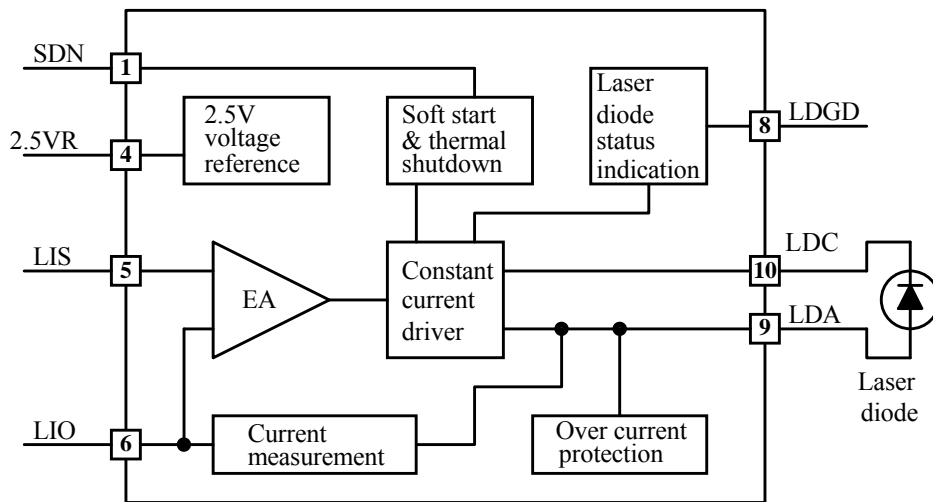 SDN
1
2.5VR
4
2.5V
voltage
reference
Soft start
& thermal
shutdown
Laser
diode
status
indication
8
LDGD
LIS
5
EA
Constant
current
driver
LDC
10
9
LDA
Laser
diode
LIO
6
Current
measurement
Over current
protection